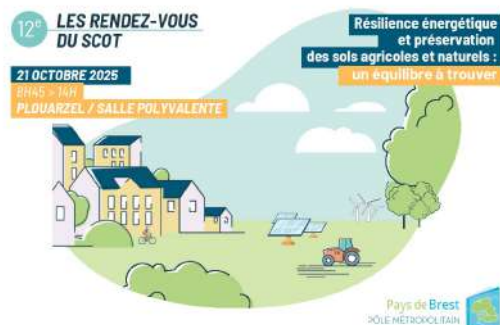 12e
LES RENDEZ-VOUS
DU SCOT
21 OCTOBRE 2025
8H45 > 14H
PLOUARZEL / SALLE POLYVALENTE
Résilience énergétique
et préservation
des sols agricoles et naturels :
un équilibre à trouver
Pays de Brest
PÔLE MÉTROPOLITAIN